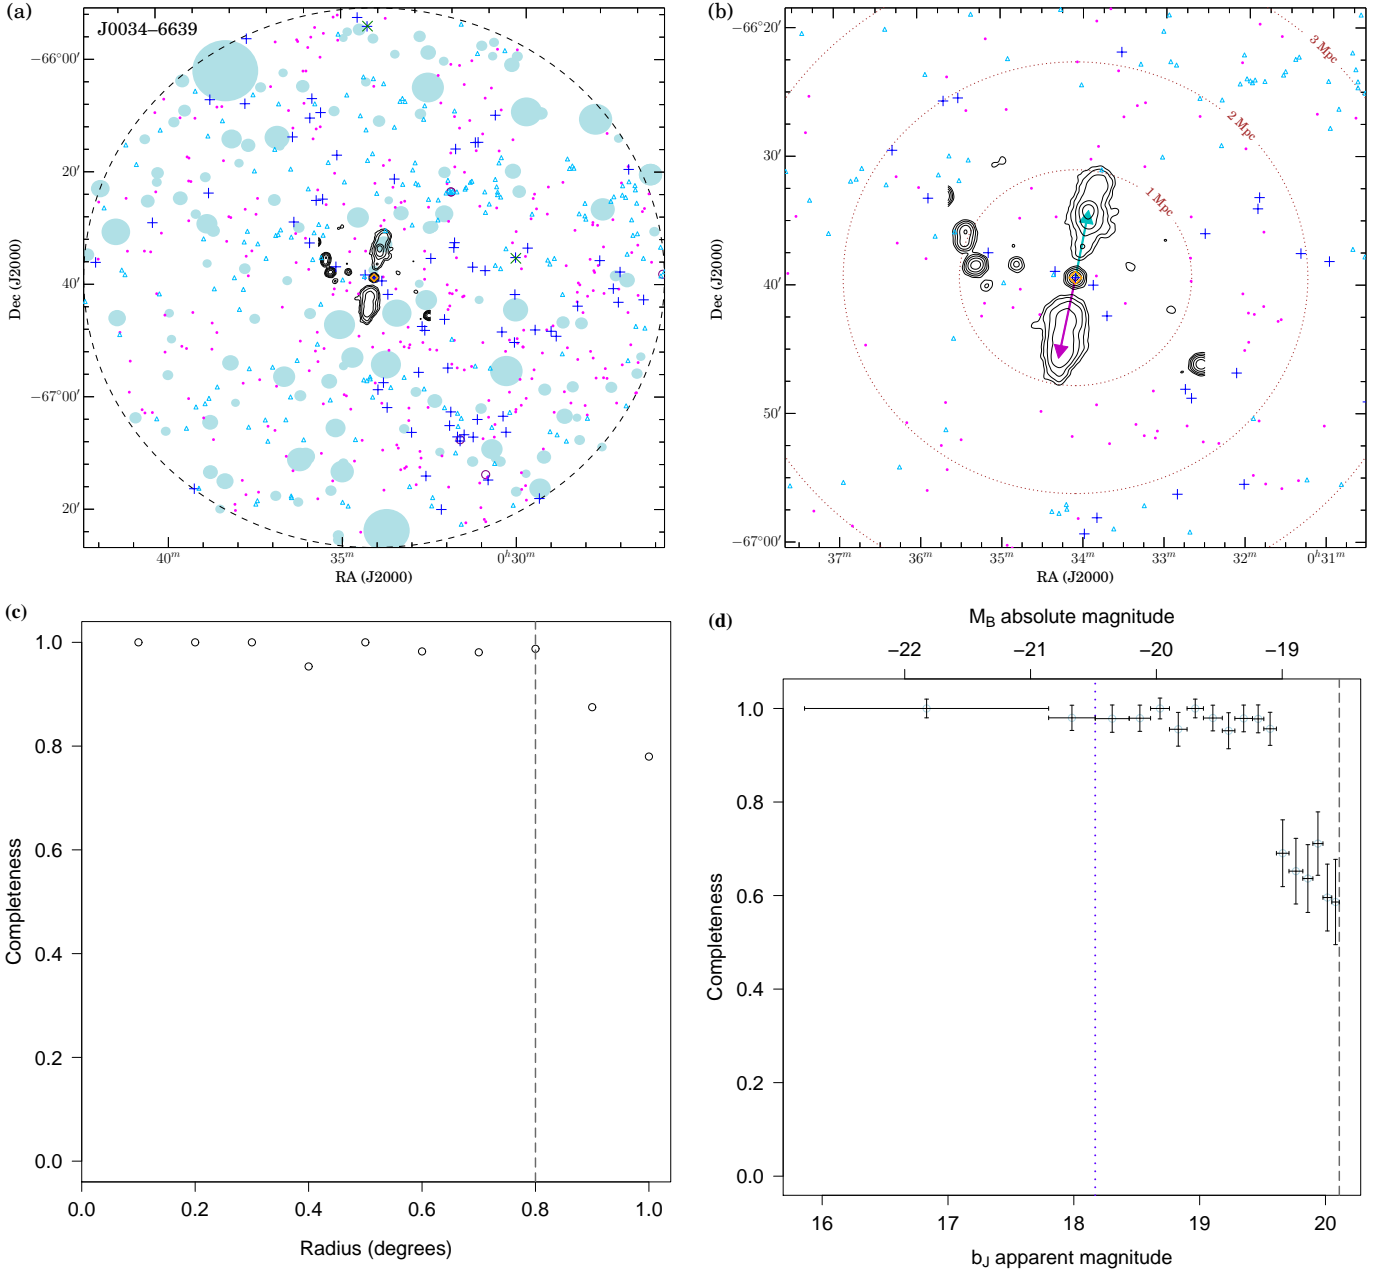 (a)
J0034–6639
−66°00′
20′
40′
−67°00′
20′
Dec (J2000)
40ᵐ
35ᵐ
0ʰ30ᵐ
RA (J2000)
(b)
−66°20′
30′
40′
50′
−67°00′
Dec (J2000)
3 Mpc
2 Mpc
1 Mpc
37ᵐ
36ᵐ
35ᵐ
34ᵐ
33ᵐ
32ᵐ
0ʰ31ᵐ
RA (J2000)
(c)
1.0
0.8
0.6
0.4
0.2
0.0
Completeness
0.0
0.2
0.4
0.6
0.8
1.0
Radius (degrees)
(d)
M_B absolute magnitude
−22
−21
−20
−19
1.0
0.8
0.6
0.4
0.2
0.0
Completeness
16
17
18
19
20
b_J apparent magnitude